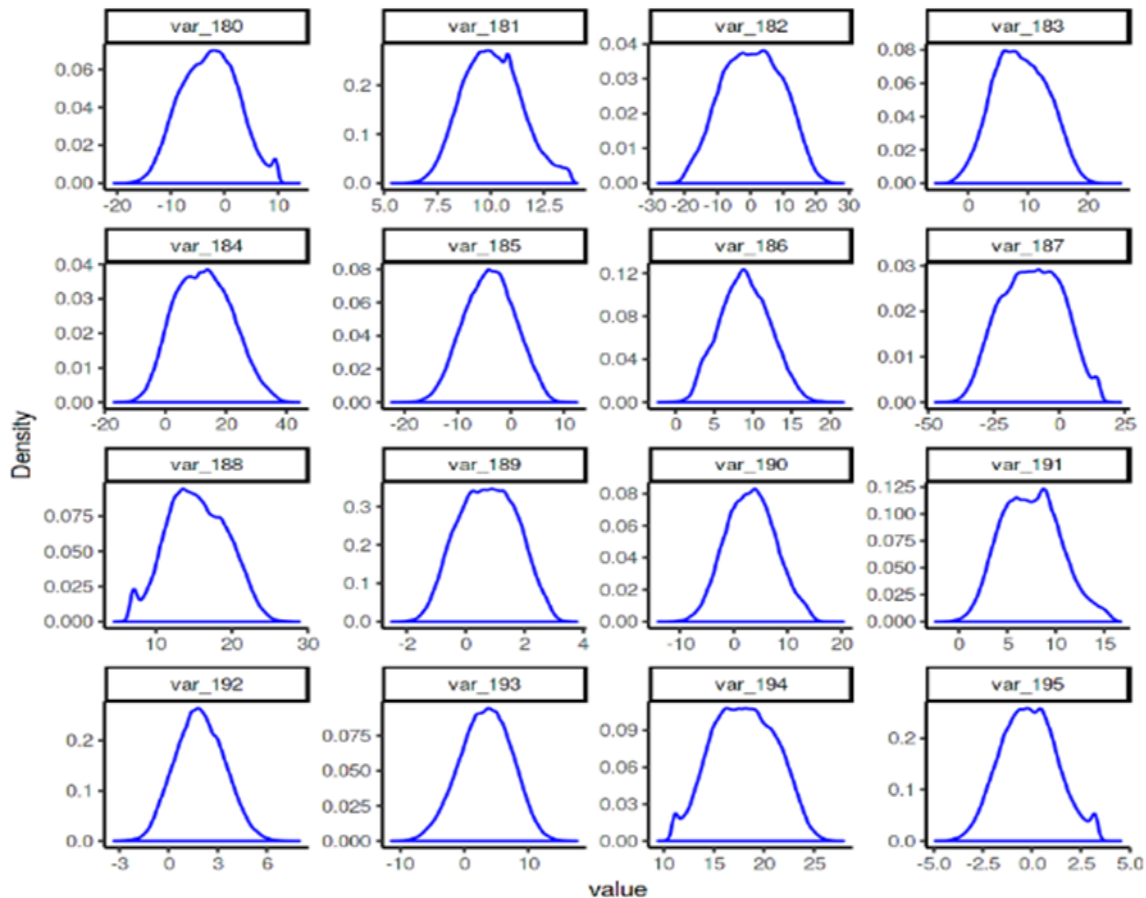 var_180 var_181 var_182 var_183
0.06 0.04 0.02 0.00
0.2 0.1 0.0
0.04 0.03 0.02 0.01 0.00
0.08 0.06 0.04 0.02 0.00
-20 -10 0 10
5.0 7.5 10.0 12.5
-30 -20 -10 0 10 20 30
0 10 20
var_184 var_185 var_186 var_187
0.04 0.03 0.02 0.01 0.00
0.08 0.06 0.04 0.02 0.00
0.12 0.08 0.04 0.00
0.03 0.02 0.01 0.00
-20 0 20 40
-20 -10 0 10
0 5 10 15 20
-50 -25 0 25
Density
var_188 var_189 var_190 var_191
0.075 0.050 0.025 0.000
0.3 0.2 0.1 0.0
0.08 0.06 0.04 0.02 0.00
0.125 0.100 0.075 0.050 0.025 0.000
10 20 30
-2 0 2 4
-10 0 10 20
0 5 10 15
var_192 var_193 var_194 var_195
0.2 0.1 0.0
0.075 0.050 0.025 0.000
0.09 0.06 0.03 0.00
0.2 0.1 0.0
-3 0 3 6
-10 0 10
10 15 20 25
-5.0 -2.5 0.0 2.5 5.0
value